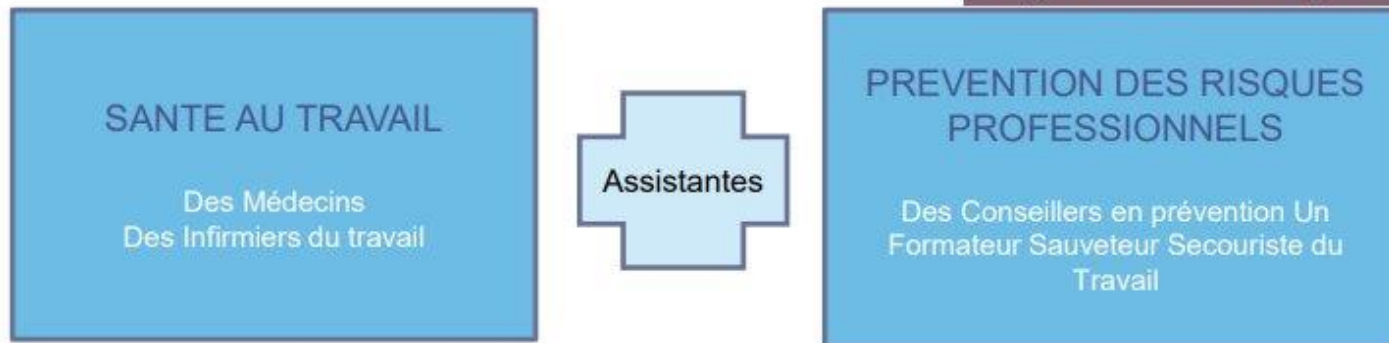 SANTE AU TRAVAIL
Des Médecins
Des Infirmiers du travail
Assistantes
PREVENTION DES RISQUES
PROFESSIONNELS
Des Conseillers en prévention Un
Formateur Sauveteur Secouriste du
Travail